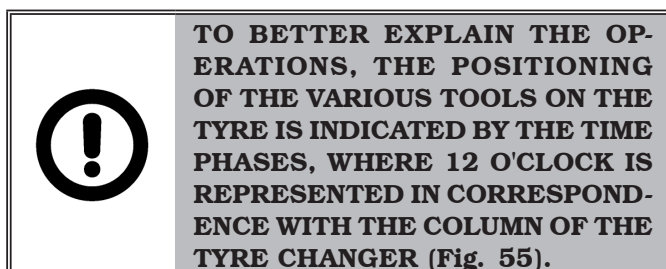 TO BETTER EXPLAIN THE OP-
ERATIONS, THE POSITIONING
OF THE VARIOUS TOOLS ON THE
TYRE IS INDICATED BY THE TIME
PHASES, WHERE 12 O'CLOCK IS
REPRESENTED IN CORRESPOND-
ENCE WITH THE COLUMN OF THE
TYRE CHANGER (Fig. 55).